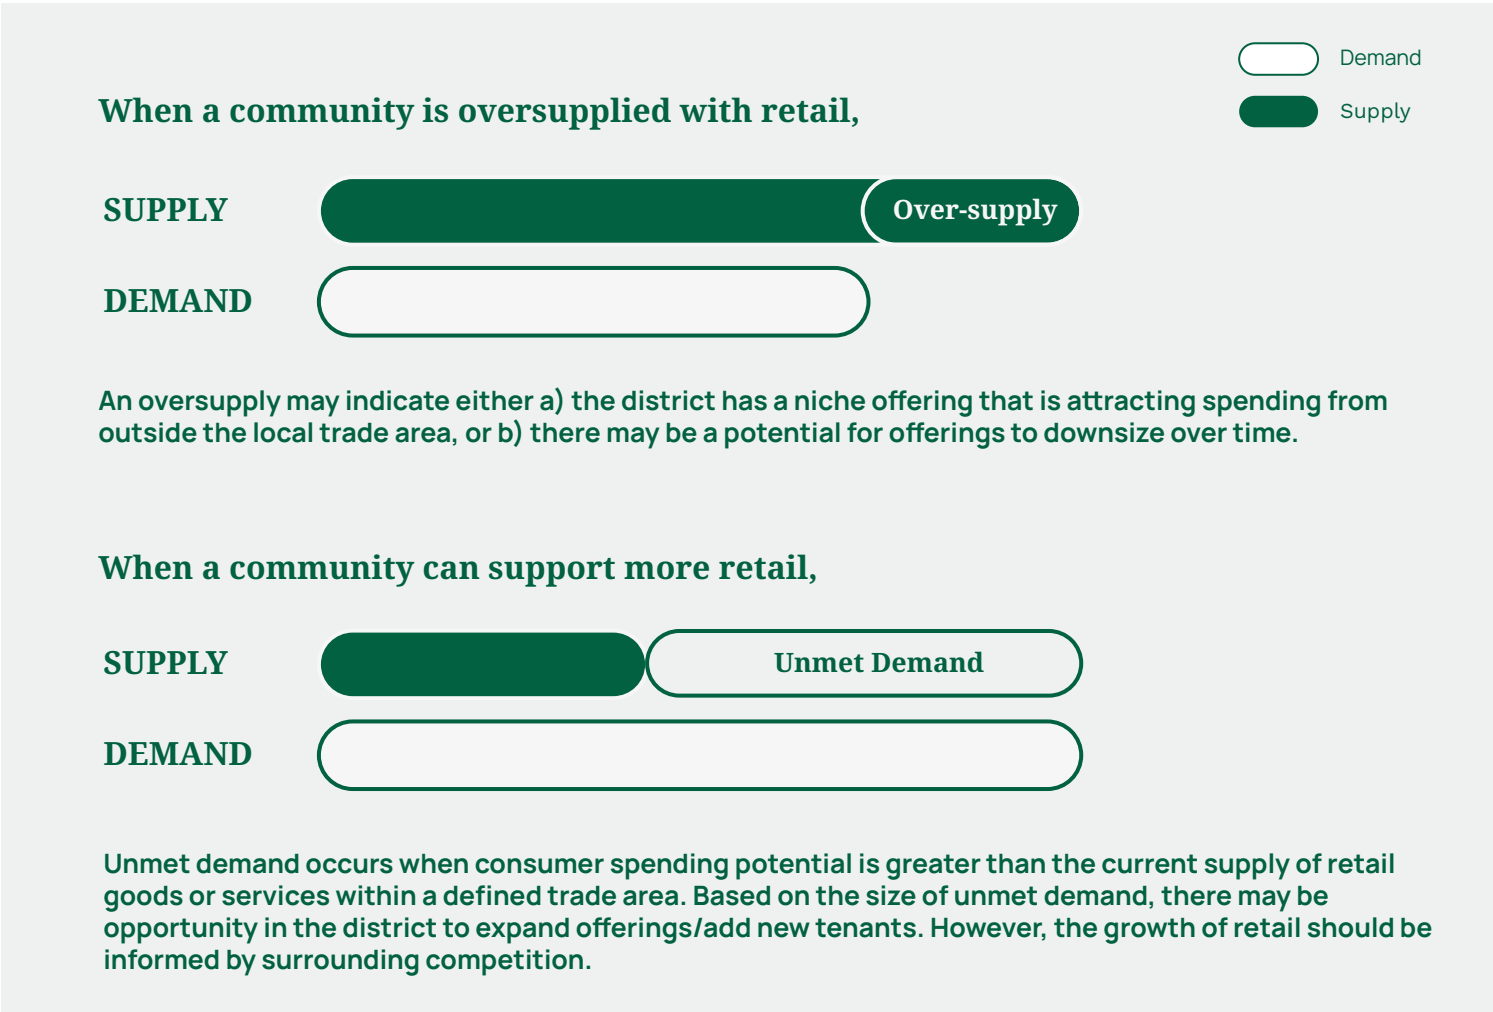 Demand
Supply
When a community is oversupplied with retail,
SUPPLY
Over-supply
DEMAND
An oversupply may indicate either a) the district has a niche offering that is attracting spending from
outside the local trade area, or b) there may be a potential for offerings to downsize over time.
When a community can support more retail,
SUPPLY
Unmet Demand
DEMAND
Unmet demand occurs when consumer spending potential is greater than the current supply of retail
goods or services within a defined trade area. Based on the size of unmet demand, there may be
opportunity in the district to expand offerings/add new tenants. However, the growth of retail should be
informed by surrounding competition.